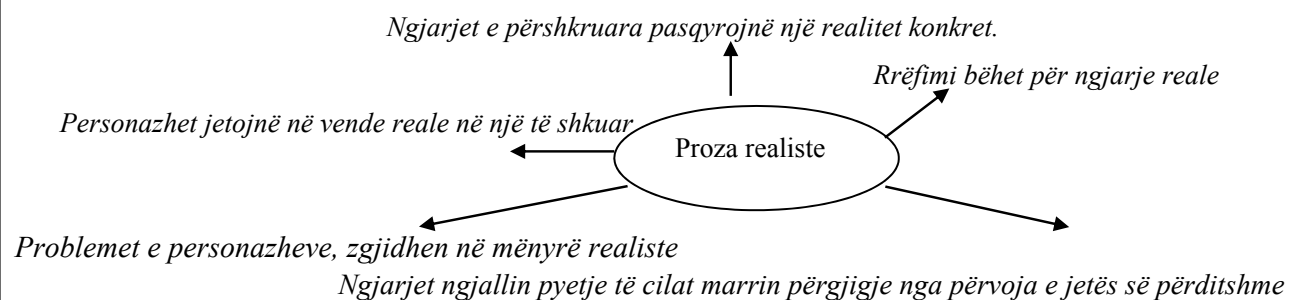 Ngjarjet e përshkruara pasqyrojnë një realitet konkret.
Rrëfimi bëhet për ngjarje reale
Personazhet jetojnë në vende reale në një të shkuar
Proza realiste
Problemet e personazheve, zgjidhen në mënyrë realiste
Ngjarjet ngjallin pyetje të cilat marrin përgjigje nga përvoja e jetës së përditshme